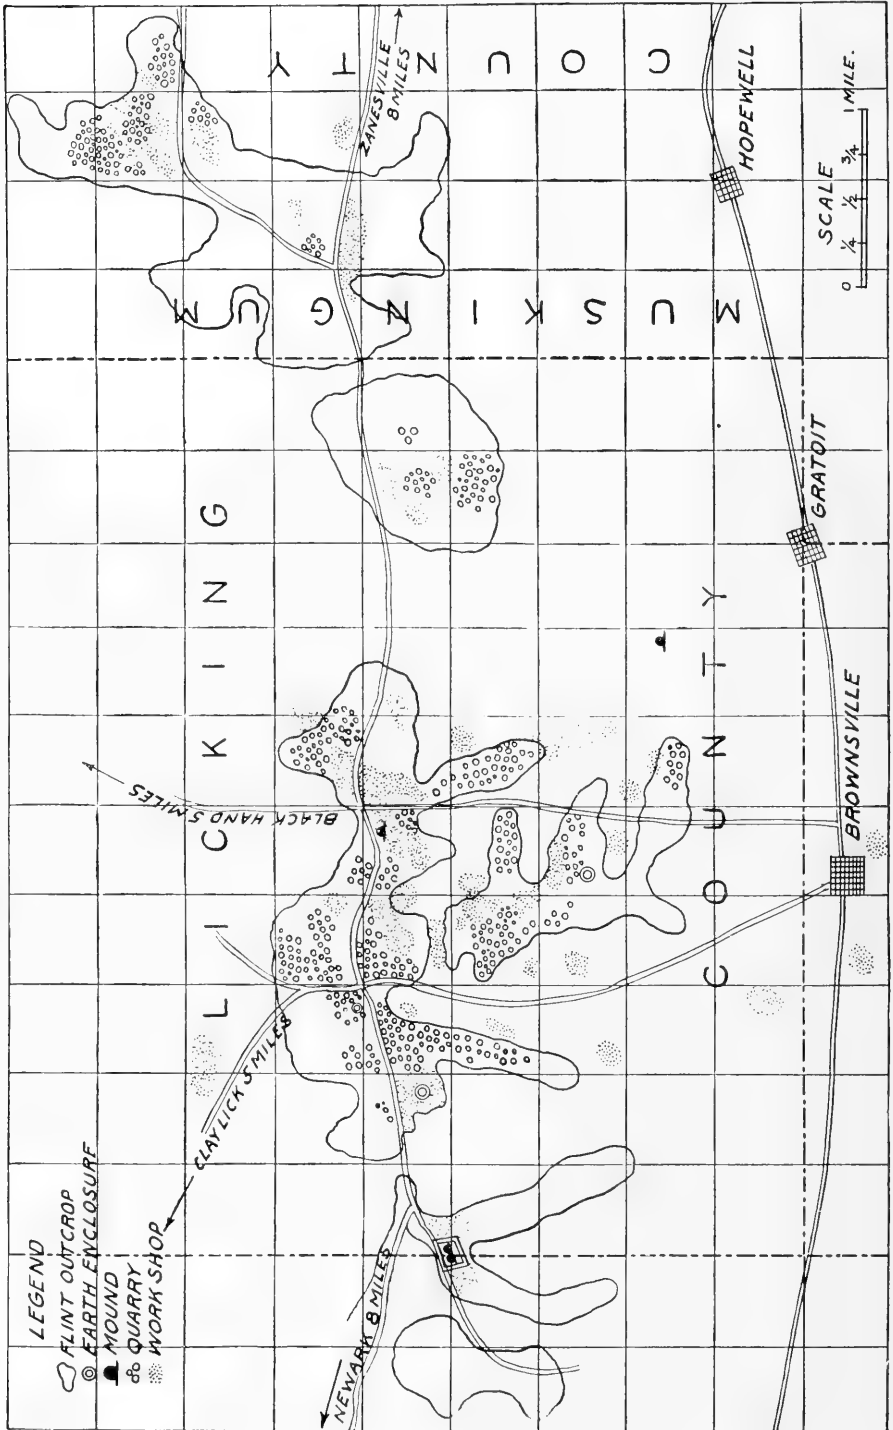 LEGEND
FLINT OUTCROP
EARTH ENCLOSURE
MOUND
QUARRY
WORK SHOP
NEWARK 8 MILES
CLAY LICK 5 MILES
BLACK HAND 5 MILES
ZANESVILLE
8 MILES
LICKING
COUNTY
MUSKINGUM
COUNTY
BROWNSVILLE
GRATOIT
HOPEWELL
SCALE
0 1/4 1/2 3/4 1 MILE.